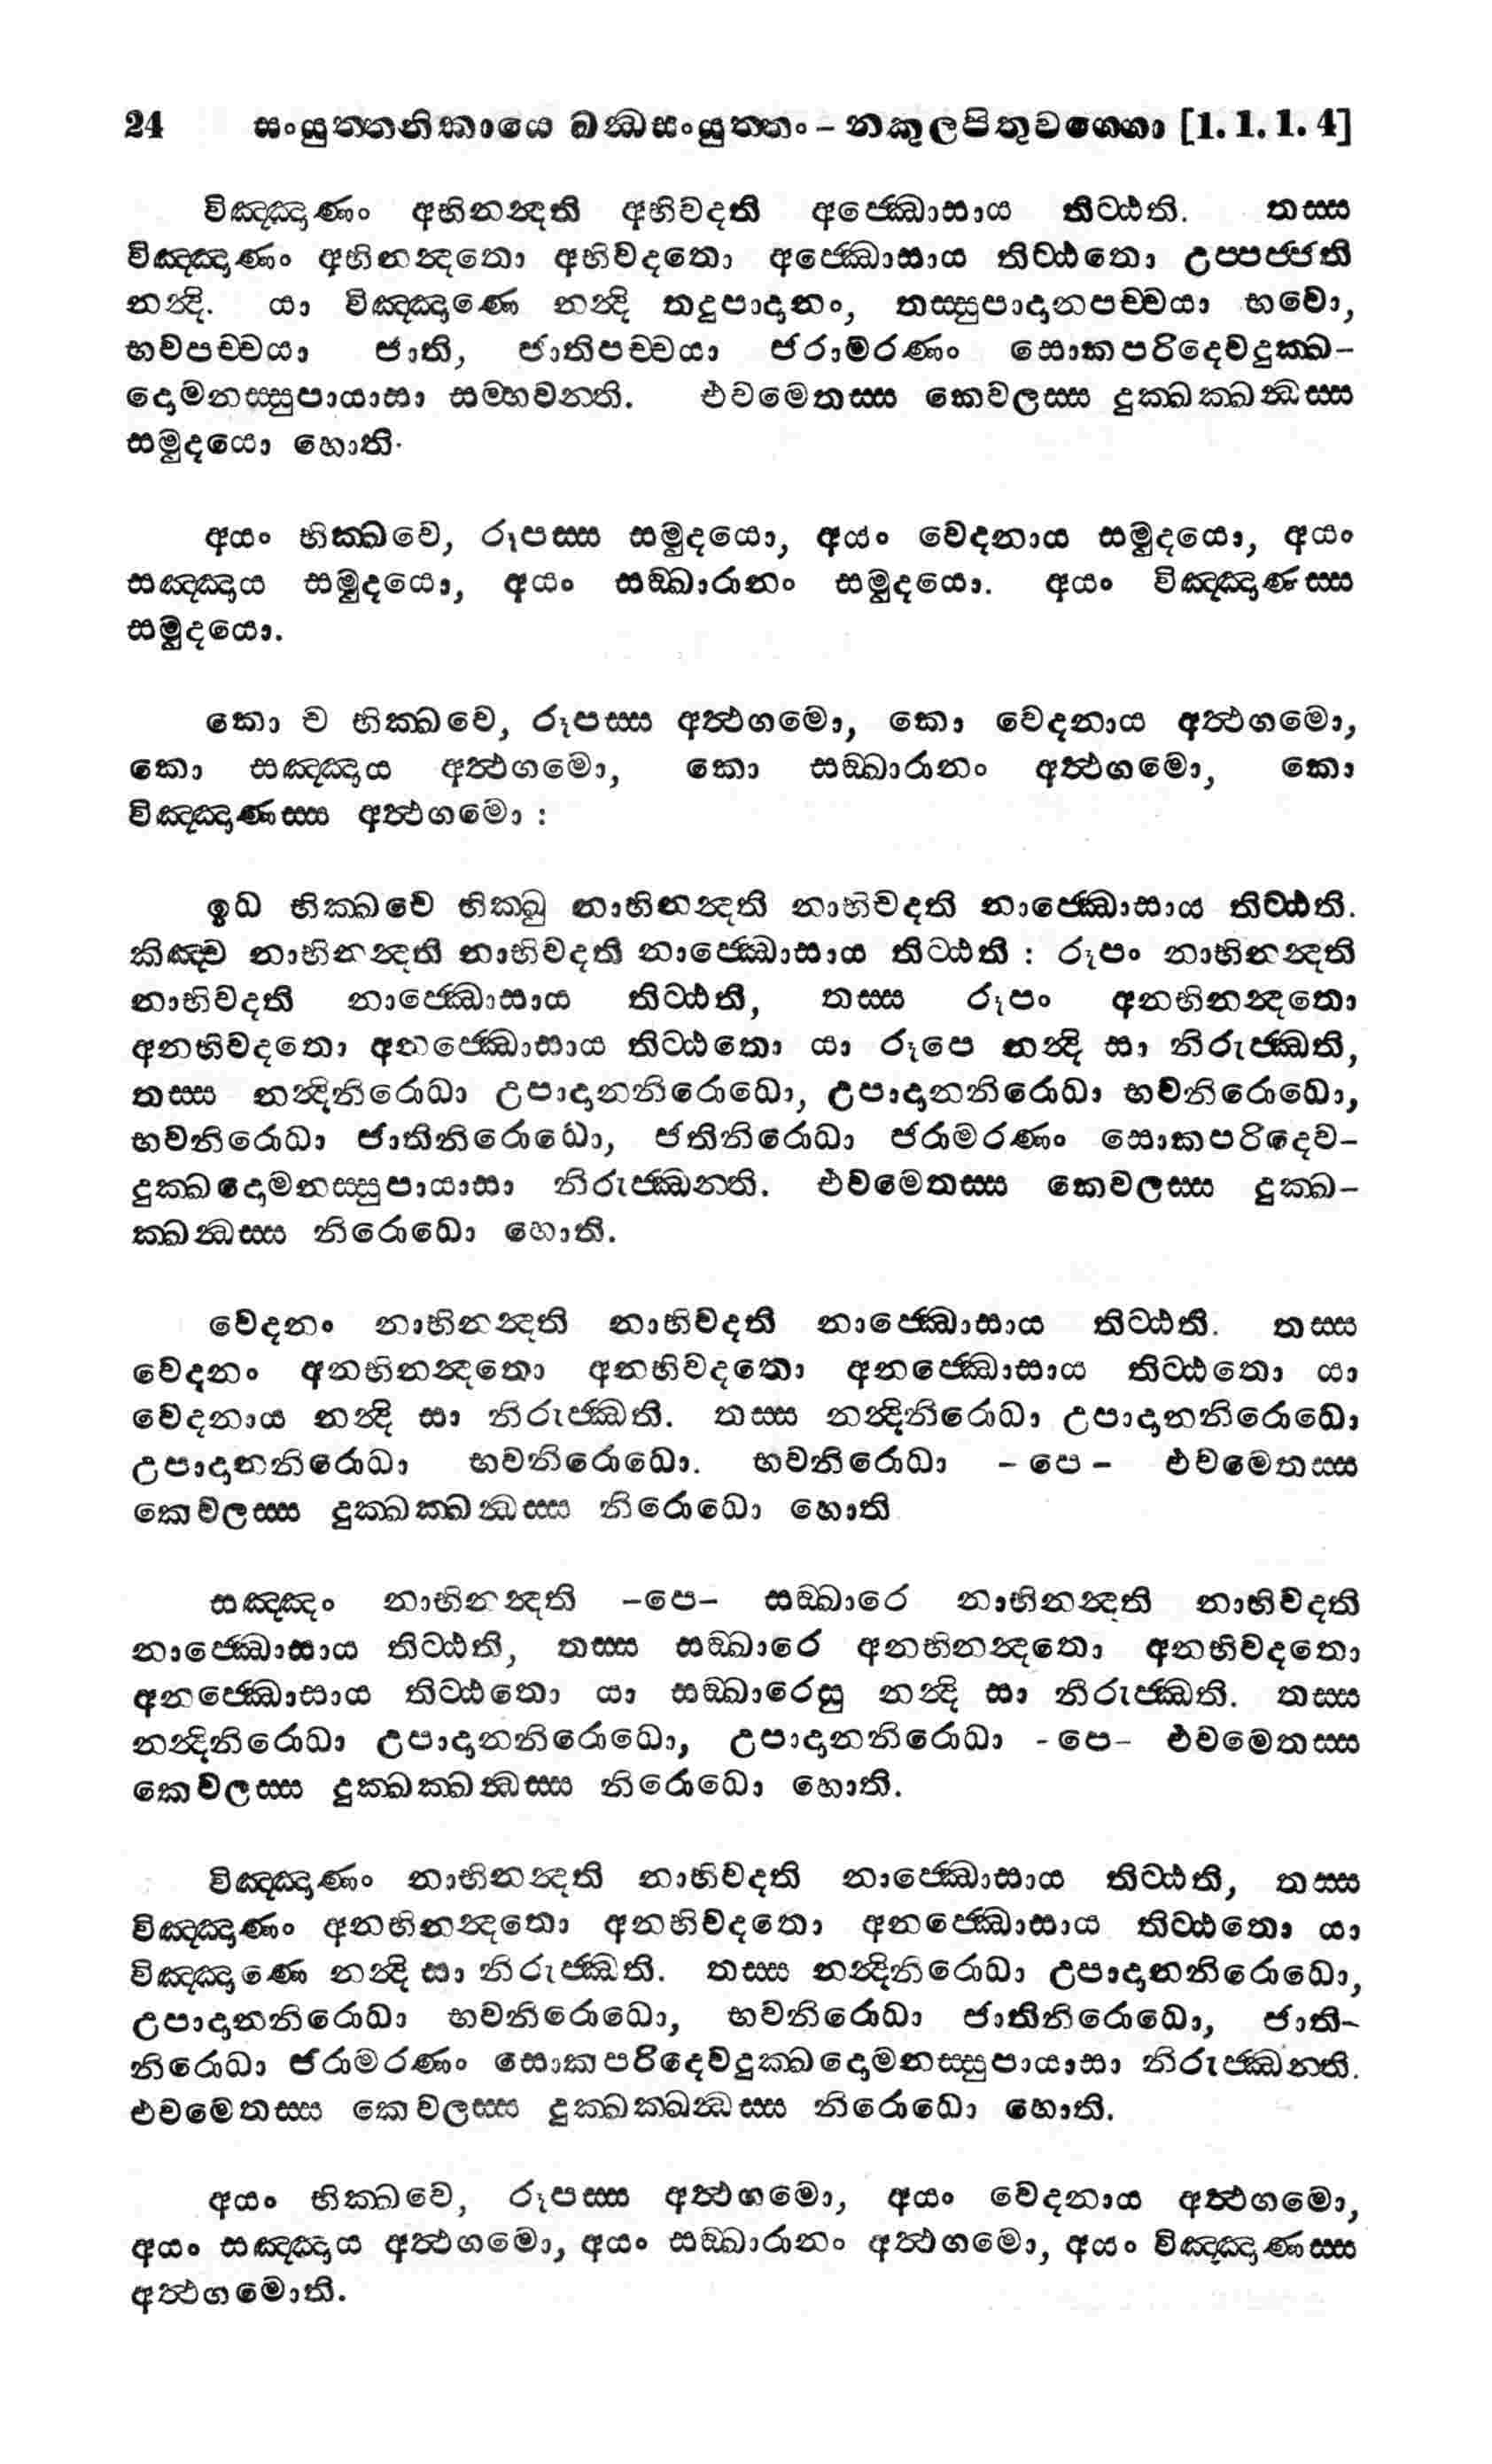 24 සංයුත්තනිකායෙ ඛන්ධසංයුත්තං – නකුලපිතුවග්ගො [1. 1. 1. 4]
විඤ්ඤාණං අභිනන්දති අභිවදති අජ්ඣොසාය තිට්ඨති. තස්ස
විඤ්ඤාණං අභිනන්දතො අභිවදතො අජ්ඣොසාය තිට්ඨතො උප්පජ්ජති
නන්දි. යා විඤ්ඤාණෙ නන්දි තදුපාදානං, තස්සුපාදානපච්චයා භවො,
භවපච්චයා ජාති, ජාතිපච්චයා ජරාමරණං සොකපරිදෙවදුක්ඛ–
දොමනස්සුපායාසා සම්භවන්ති. එවමෙතස්ස කෙවලස්ස දුක්ඛක්ඛන්ධස්ස
සමුදයො හොති.
අයං භික්ඛවෙ, රූපස්ස සමුදයො, අයං වෙදනාය සමුදයො, අයං
සඤ්ඤාය සමුදයො, අයං සඞ්ඛාරානං සමුදයො. අයං විඤ්ඤාණස්ස
සමුදයො.
කො ච භික්ඛවෙ, රූපස්ස අත්ථගමො, කො වෙදනාය අත්ථගමො,
කො සඤ්ඤාය අත්ථගමො, කො සඞ්ඛාරානං අත්ථගමො, කො
විඤ්ඤාණස්ස අත්ථගමො :
ඉධ භික්ඛවෙ භික්ඛු නාභිනන්දති නාභිවදති නාජ්ඣොසාය තිට්ඨති.
කිඤ්ච නාභිනන්දති නාභිවදති නාජ්ඣොසාය තිට්ඨති : රූපං නාභිනන්දති
නාභිවදති නාජ්ඣොසාය තිට්ඨති, තස්ස රූපං අනභිනන්දතො
අනභිවදතො අනජ්ඣොසාය තිට්ඨතො යා රූපෙ නන්දි සා නිරුජ්ඣති,
තස්ස නන්දිනිරොධා උපාදානනිරොධො, උපාදානනිරොධා භවනිරොධො,
භවනිරොධා ජාතිනිරොධො, ජතිනිරොධා ජරාමරණං සොකපරිදෙව–
දුක්ඛදොමනස්සුපායාසා නිරුජ්ඣන්ති. එවමෙතස්ස කෙවලස්ස දුක්ඛ–
ක්ඛන්ධස්ස නිරොධො හොති.
වෙදනං නාභිනන්දති නාභිවදති නාජ්ඣොසාය තිට්ඨති. තස්ස
වෙදනං අනභිනන්දතො අනභිවදතො අනජ්ඣොසාය තිට්ඨතො යා
වෙදනාය නන්දි සා නිරුජ්ඣති. තස්ස නන්දිනිරොධා උපාදානනිරොධො
උපාදානනිරොධා භවනිරොධො. භවනිරොධා – පෙ – එවමෙතස්ස
කෙවලස්ස දුක්ඛක්ඛන්ධස්ස නිරොධො හොති
සඤ්ඤං නාභිනන්දති –පෙ– සඞ්ඛාරෙ නාභිනන්දති නාභිවදති
නාජ්ඣොසාය තිට්ඨති, තස්ස සඞ්ඛාරෙ අනභිනන්දතො අනභිවදතො
අනජ්ඣොසාය තිට්ඨතො යා සඞ්ඛාරෙසු නන්දි සා නිරුජ්ඣති. තස්ස
නන්දිනිරොධා උපාදානනිරොධො, උපාදානනිරොධා - පෙ – එවමෙතස්ස
කෙවලස්ස දුක්ඛක්ඛන්ධස්ස නිරොධො හොති.
විඤ්ඤාණං නාභිනන්දති නාභිවදති නාජ්ඣොසාය තිට්ඨති, තස්ස
විඤ්ඤාණං අනභිනන්දතො අනභිවදතො අනජ්ඣොසාය තිට්ඨතො යා
විඤ්ඤාණෙ නන්දි සා නිරුජ්ඣති. තස්ස නන්දිනිරොධා උපාදානනිරොධො,
උපාදානනිරොධා භවනිරොධො, භවනිරොධා ජාතිනිරොධො, ජාති–
නිරොධා ජරාමරණං සොකපරිදෙවදුක්ඛදොමනස්සුපායාසා නිරුජ්ඣන්ති.
එවමෙතස්ස කෙවලස්ස දුක්ඛක්ඛන්ධස්ස නිරොධො හොති.
අයං භික්ඛවෙ, රූපස්ස අත්ථගමො, අයං වෙදනාය අත්ථගමො,
අයං සඤ්ඤාය අත්ථගමො, අයං සඞ්ඛාරානං අත්ථගමො, අයං විඤ්ඤාණස්ස
අත්ථගමොති.